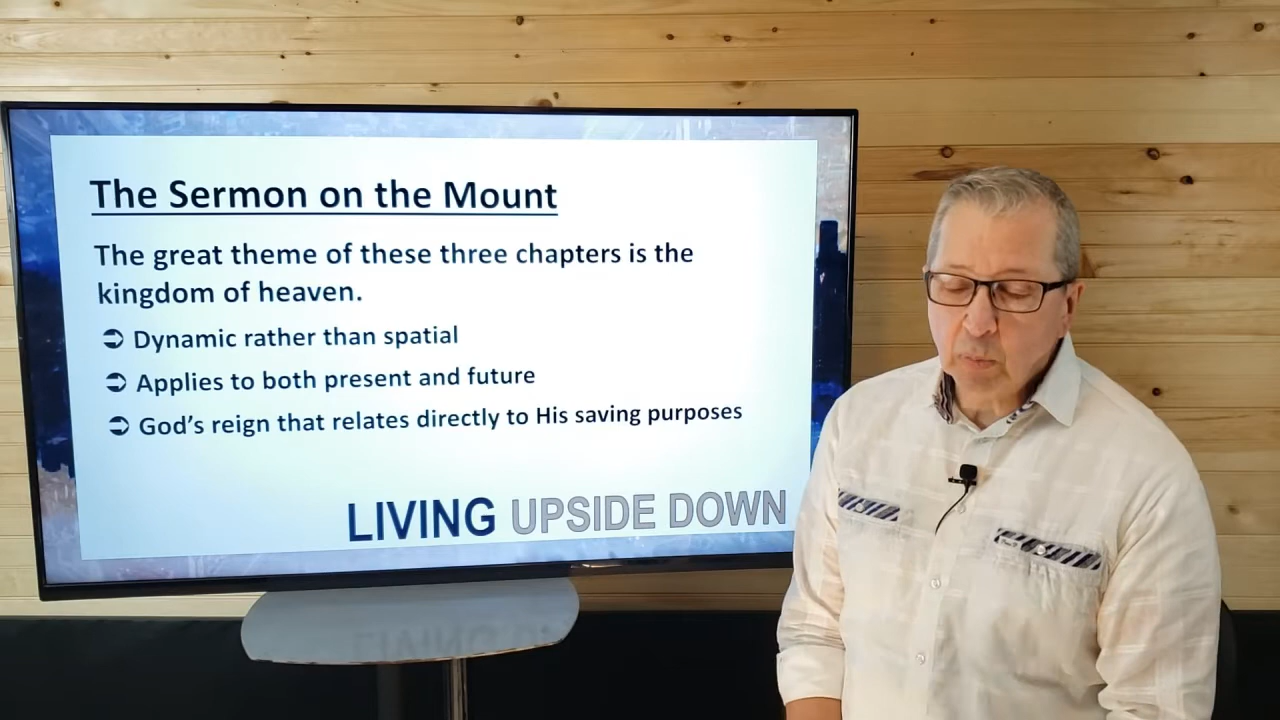 The Sermon on the Mount
The great theme of these three chapters is the
kingdom of heaven.
➲ Dynamic rather than spatial
➲ Applies to both present and future
➲ God's reign that relates directly to His saving purposes
LIVING UPSIDE DOWN